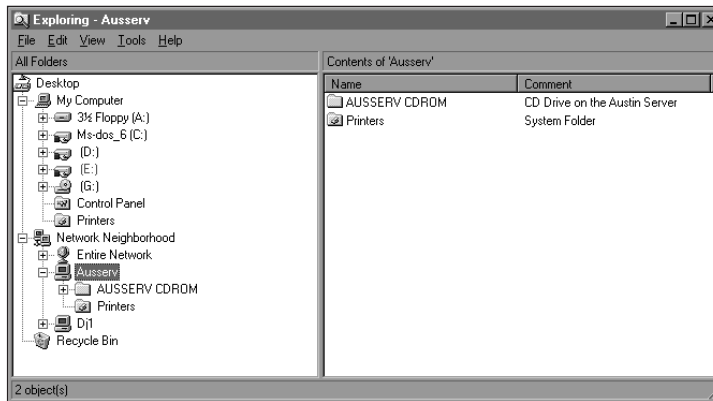 Exploring - Ausserv
File Edit View Tools Help
All Folders
Contents of 'Ausserv'
Desktop
My Computer
3½ Floppy (A:)
Ms-dos_6 (C:)
(D:)
(E:)
(G:)
Control Panel
Printers
Network Neighborhood
Entire Network
Ausserv
AUSSERV CDROM
Printers
Dj1
Recycle Bin
Name Comment
AUSSERV CDROM CD Drive on the Austin Server
Printers System Folder
2 object(s)